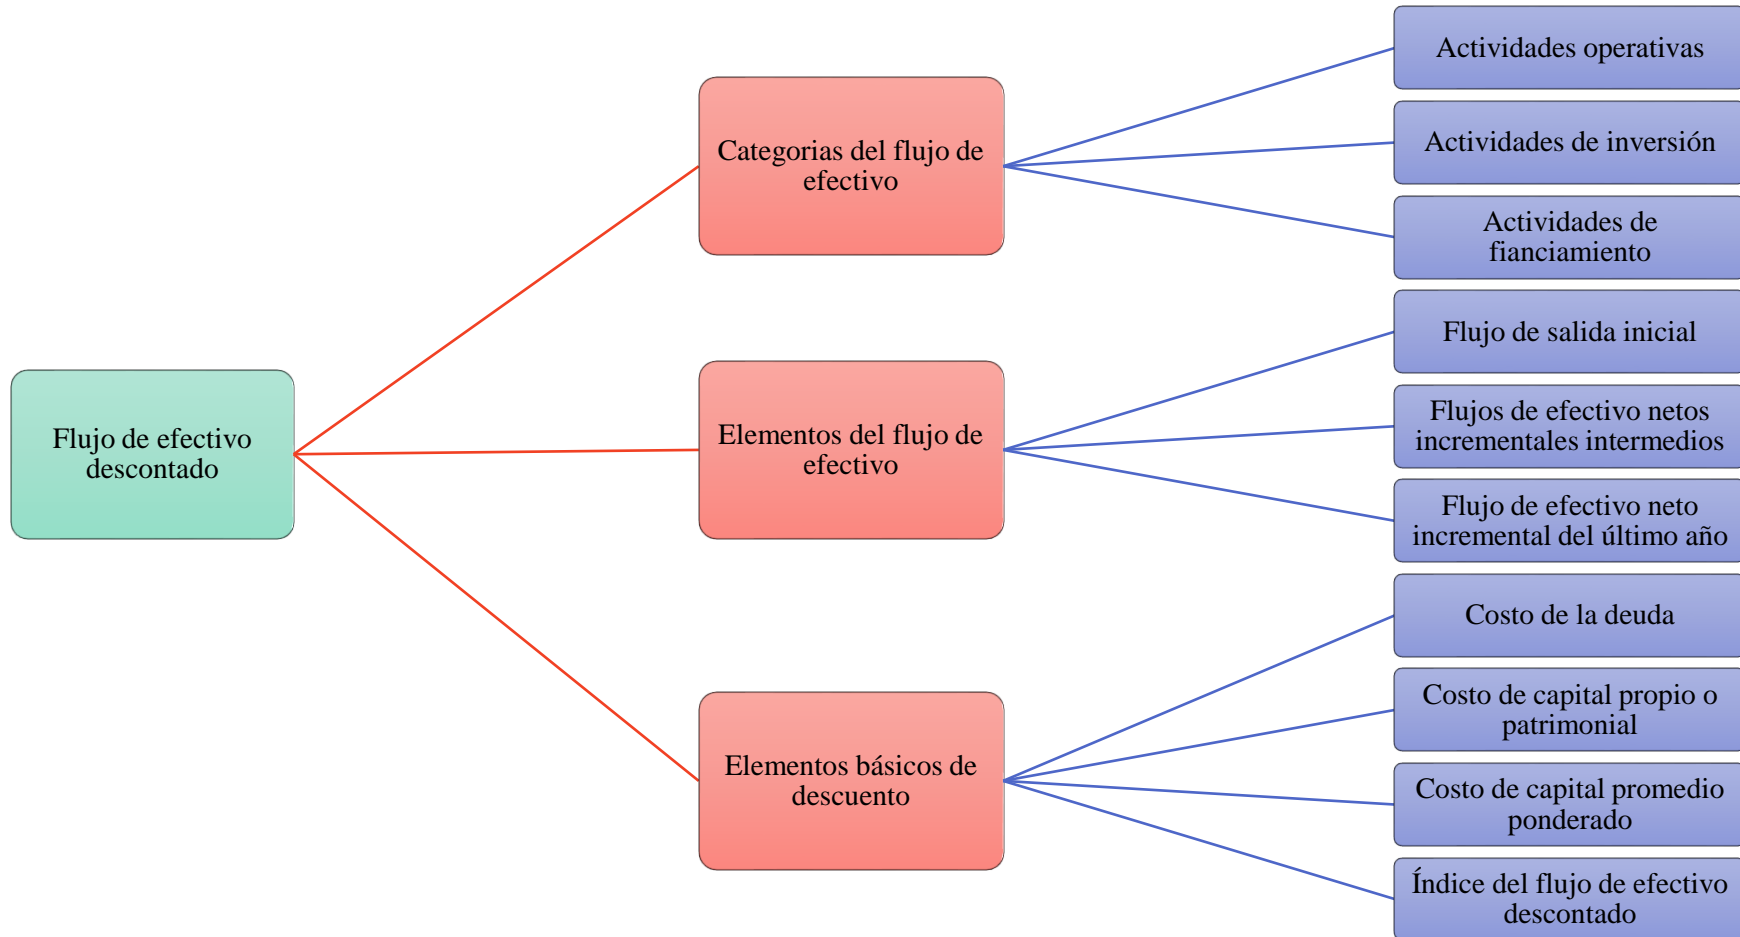 Flujo de efectivo
descontado
Categorias del flujo de
efectivo
Actividades operativas
Actividades de inversión
Actividades de
fianciamiento
Elementos del flujo de
efectivo
Flujo de salida inicial
Flujos de efectivo netos
incrementales intermedios
Flujo de efectivo neto
incremental del último año
Elementos básicos de
descuento
Costo de la deuda
Costo de capital propio o
patrimonial
Costo de capital promedio
ponderado
Índice del flujo de efectivo
descontado